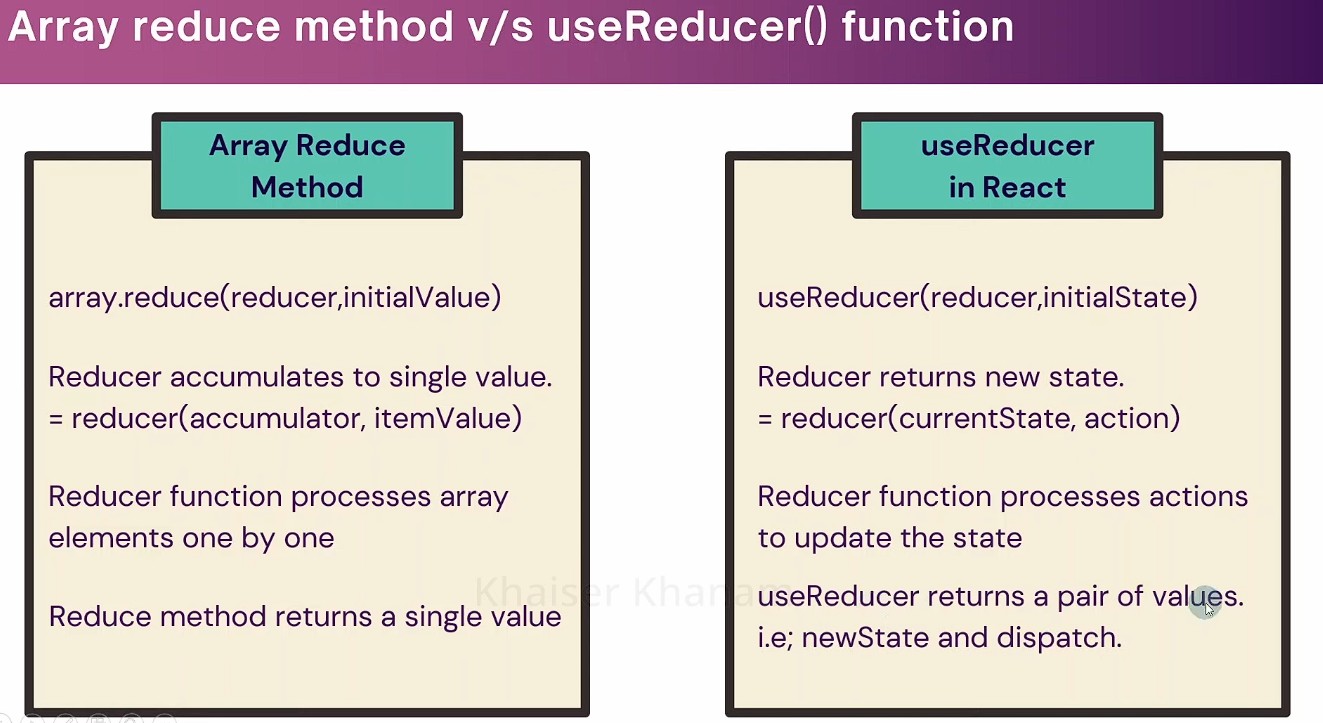 Array reduce method v/s useReducer() function
Array Reduce
Method
array.reduce(reducer,initialValue)
Reducer accumulates to single value.
= reducer(accumulator, itemValue)
Reducer function processes array
elements one by one
Reduce method returns a single value
useReducer
in React
useReducer(reducer,initialState)
Reducer returns new state.
= reducer(currentState, action)
Reducer function processes actions
to update the state
useReducer returns a pair of values.
i.e; newState and dispatch.
Khaiser Khanam